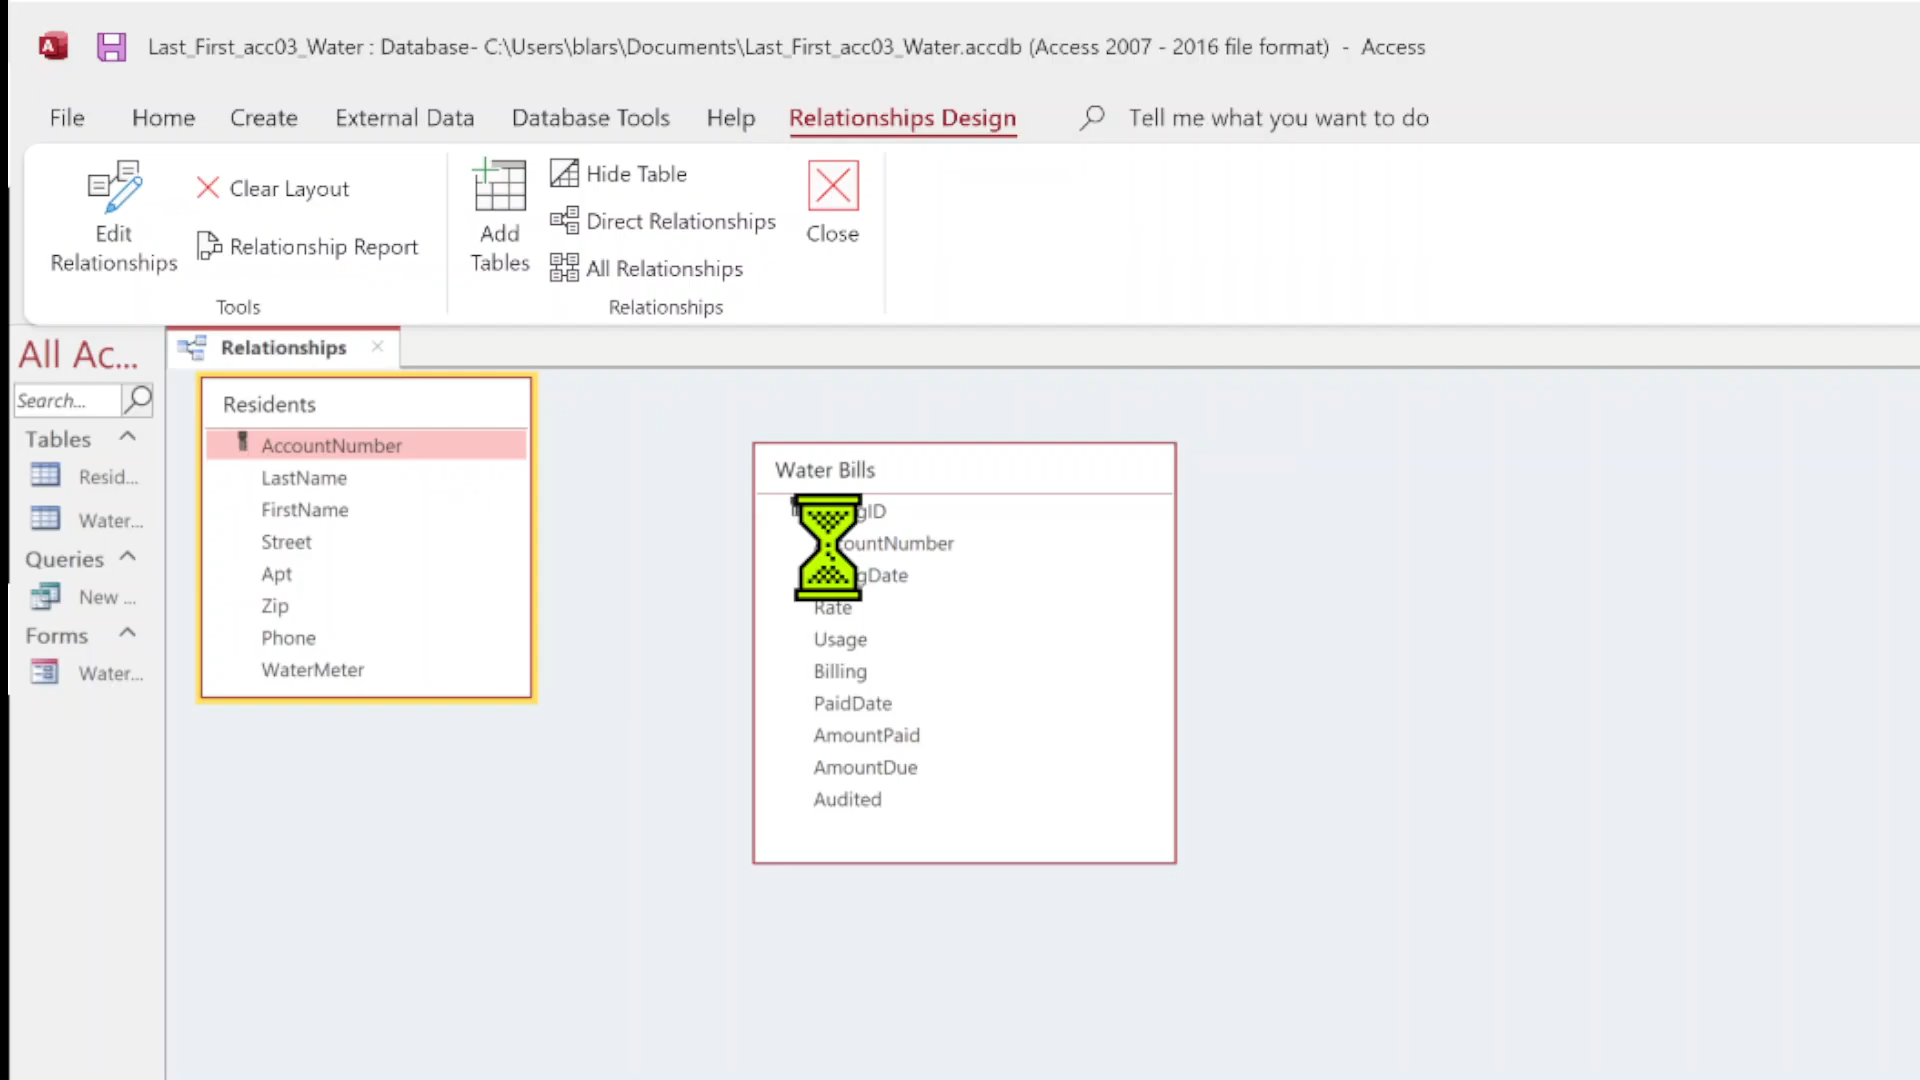 Last_First_acc03_Water : Database- C:\Users\blars\Documents\Last_First_acc03_Water.accdb (Access 2007 - 2016 file format) - Access
File Home Create External Data Database Tools Help Relationships Design Tell me what you want to do
Edit Relationships
Clear Layout
Relationship Report
Tools
Add Tables
Hide Table
Direct Relationships
All Relationships
Close
Relationships
All Ac...
Search...
Tables
Resid...
Water...
Queries
New ...
Forms
Water...
Relationships
Residents
AccountNumber
LastName
FirstName
Street
Apt
Zip
Phone
WaterMeter
Water Bills
Rate
Usage
Billing
PaidDate
AmountPaid
AmountDue
Audited